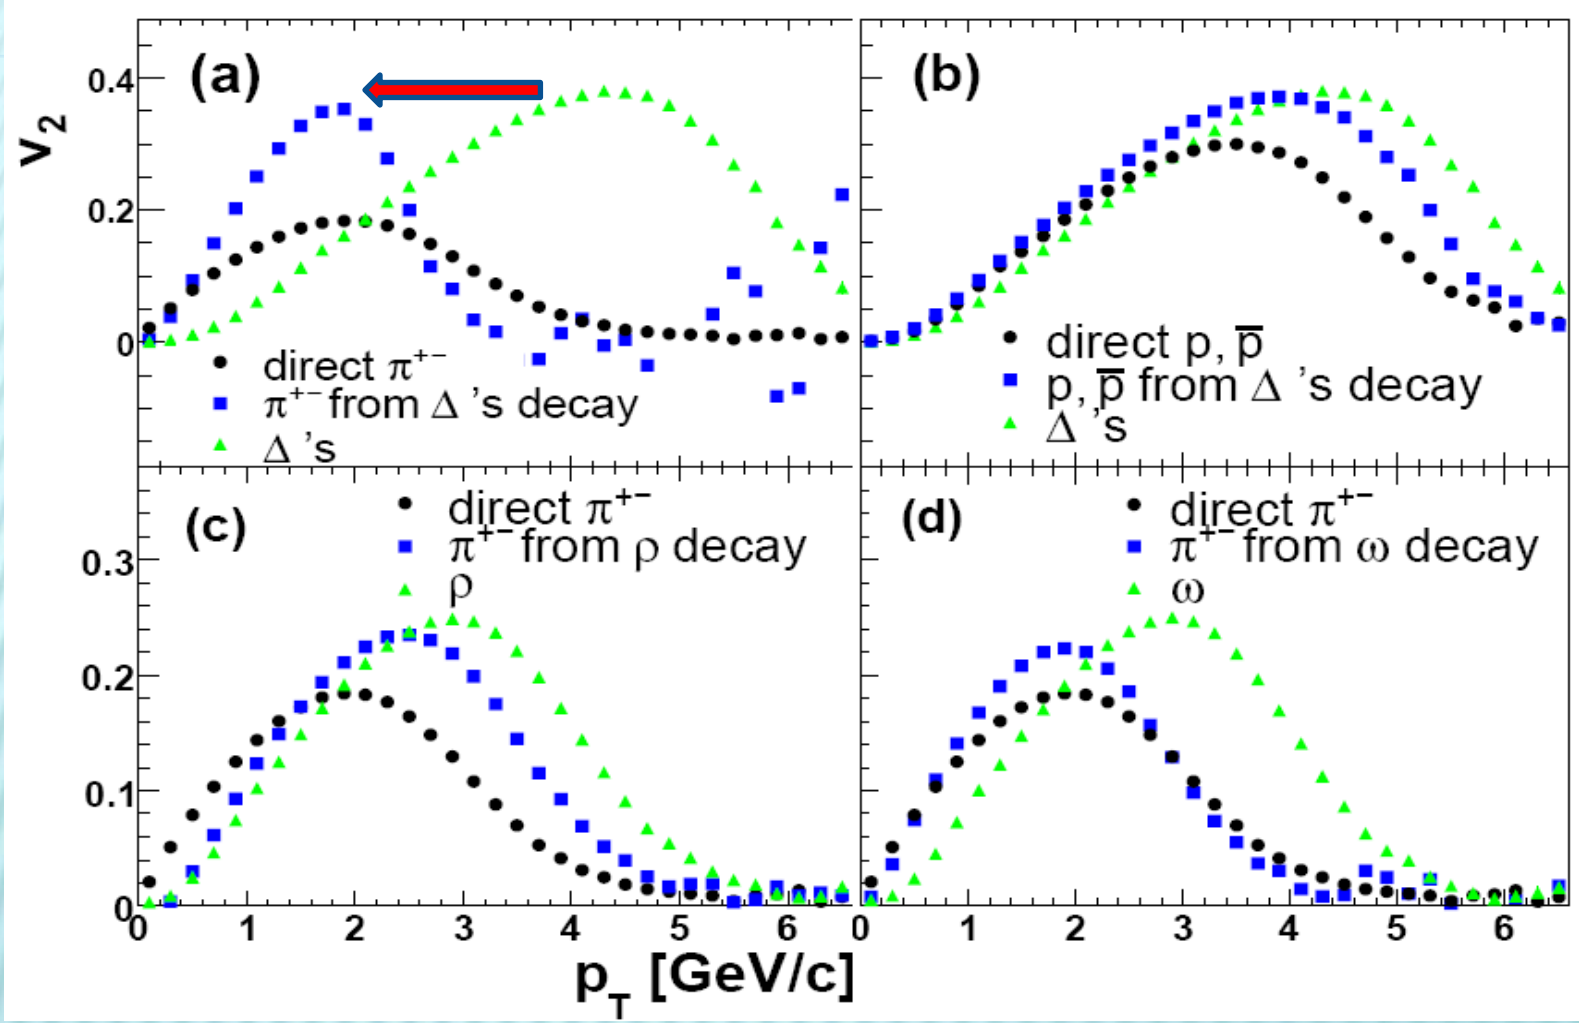 (a)
(b)
0.4
0.2
0
v2
direct π+−
π+− from Δ 's decay
Δ 's
direct p, p̅
p, p̅ from Δ 's decay
Δ 's
(c)
(d)
direct π+−
π+− from ρ decay
ρ
direct π+−
π+− from ω decay
ω
0.3
0.2
0.1
0
0 1 2 3 4 5 6 0 1 2 3 4 5 6
pT [GeV/c]